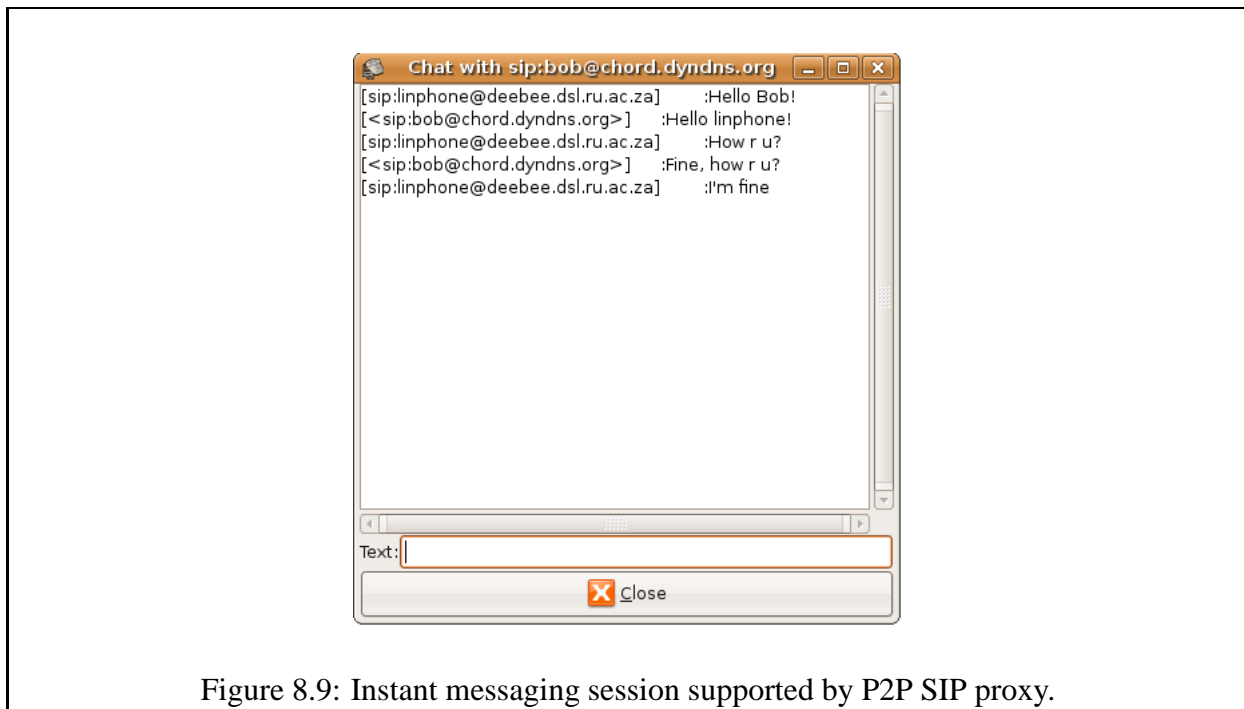 Chat with sip:bob@chord.dyndns.org
[sip:linphone@deebee.dsl.ru.ac.za] :Hello Bob!
[<sip:bob@chord.dyndns.org>] :Hello linphone!
[sip:linphone@deebee.dsl.ru.ac.za] :How r u?
[<sip:bob@chord.dyndns.org>] :Fine, how r u?
[sip:linphone@deebee.dsl.ru.ac.za] :I'm fine
Text:
Close
Figure 8.9: Instant messaging session supported by P2P SIP proxy.